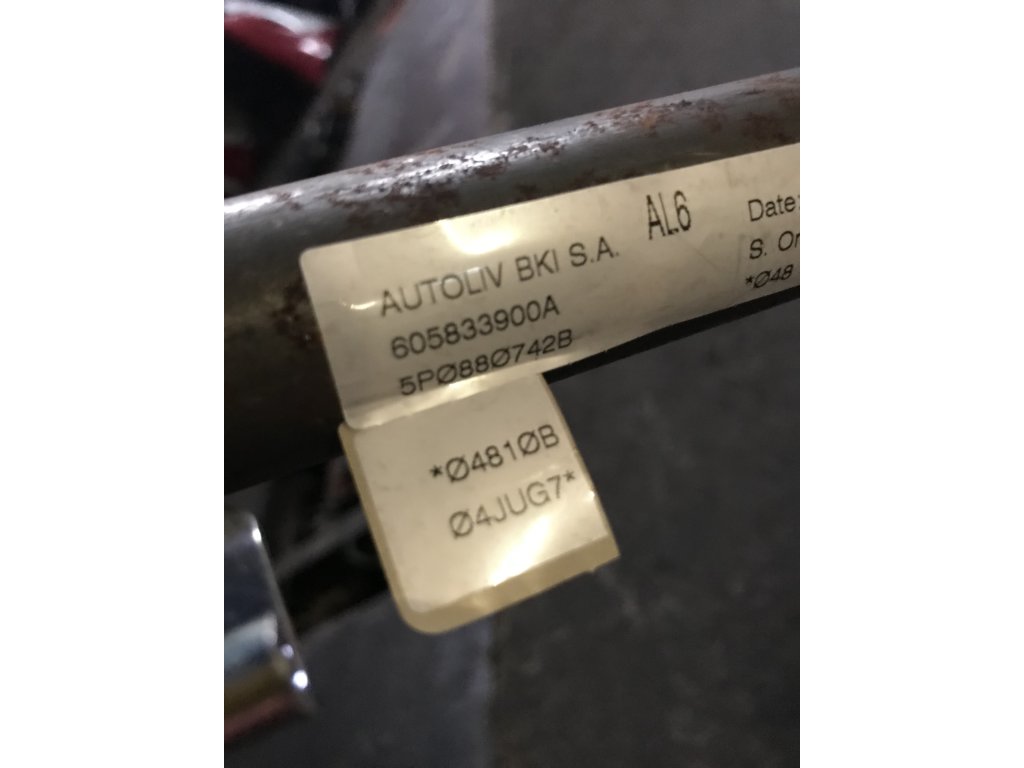 AUTOLIV BKI S.A.
AL6
605833900A
5PØ88Ø742B
Date:
S. Or
*Ø48
*Ø481ØB
Ø4JUG7*